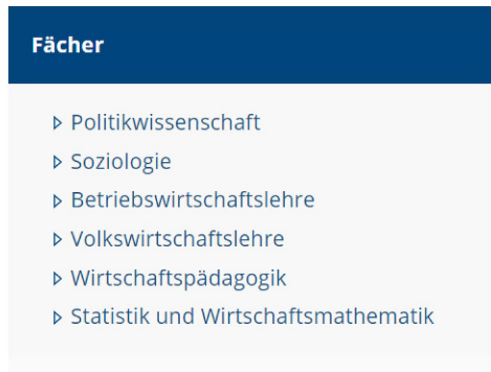 Fächer
Politikwissenschaft
Soziologie
Betriebswirtschaftslehre
Volkswirtschaftslehre
Wirtschaftspädagogik
Statistik und Wirtschaftsmathematik